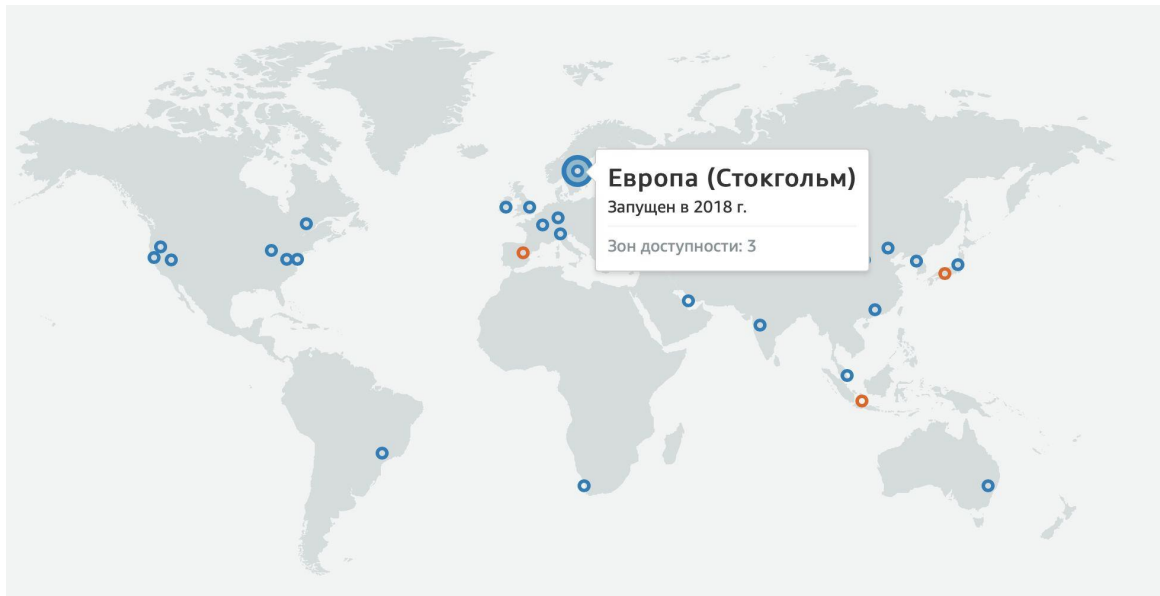 Европа (Стокгольм)
Запущен в 2018 г.
Зон доступности: 3